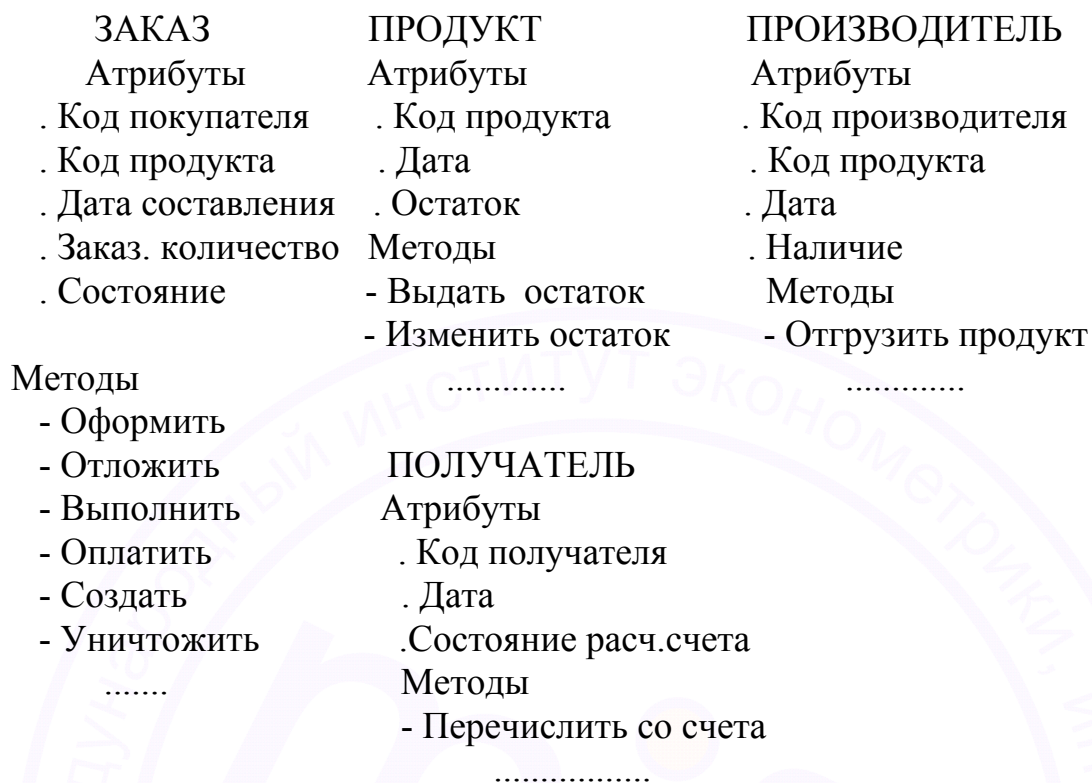 ЗАКАЗ ПРОДУКТ ПРОИЗВОДИТЕЛЬ
Атрибуты Атрибуты Атрибуты
. Код покупателя . Код продукта . Код производителя
. Код продукта . Дата . Код продукта
. Дата составления . Остаток . Дата
. Заказ. количество Методы . Наличие
. Состояние - Выдать остаток Методы
- Изменить остаток - Отгрузить продукт
Методы ............. .............
- Оформить
- Отложить ПОЛУЧАТЕЛЬ
- Выполнить Атрибуты
- Оплатить . Код получателя
- Создать . Дата
- Уничтожить .Состояние расч.счета
....... Методы
- Перечислить со счета
.................